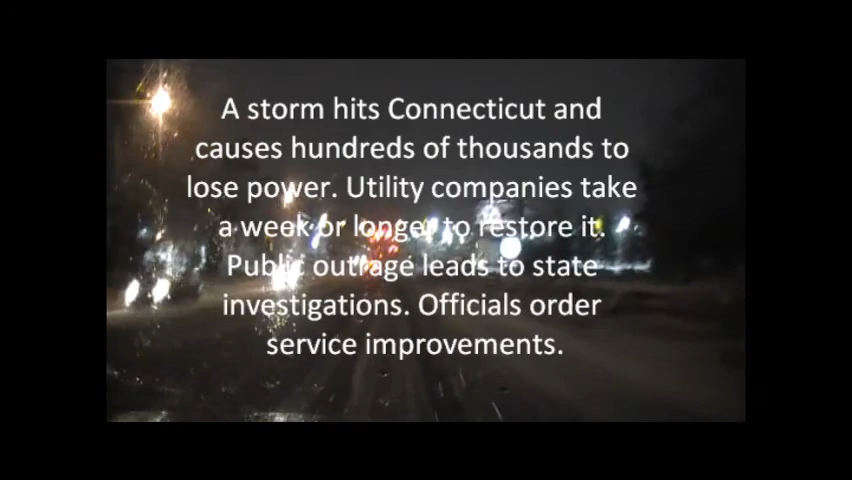 A storm hits Connecticut and
causes hundreds of thousands to
lose power. Utility companies take
a week or longer to restore it.
Public outrage leads to state
investigations. Officials order
service improvements.